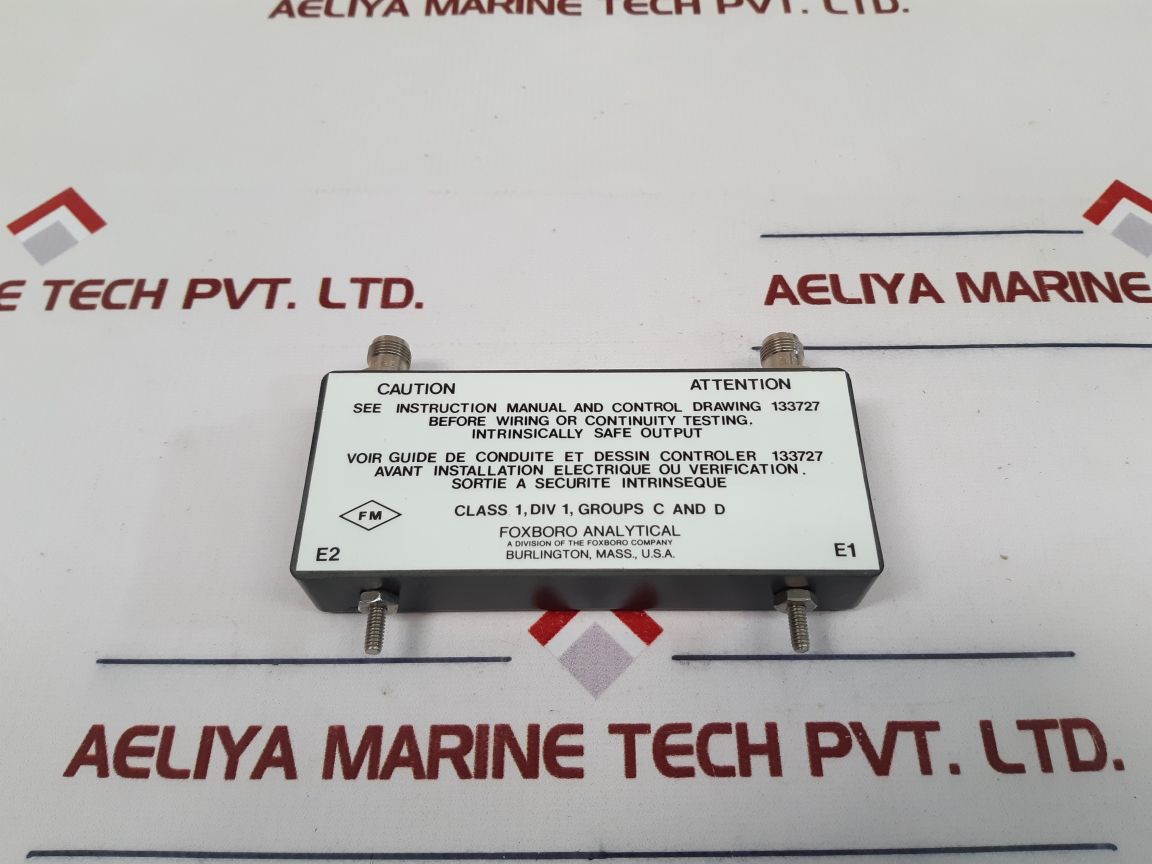 AELIYA MARINE TECH PVT. LTD.
E TECH PVT. LTD.
AELIYA MARINE
CAUTION ATTENTION
SEE INSTRUCTION MANUAL AND CONTROL DRAWING 133727
BEFORE WIRING OR CONTINUITY TESTING.
INTRINSICALLY SAFE OUTPUT
VOIR GUIDE DE CONDUITE ET DESSIN CONTROLER 133727
AVANT INSTALLATION ELECTRIQUE OU VERIFICATION.
SORTIE A SECURITE INTRINSEQUE
FM
CLASS 1, DIV 1, GROUPS C AND D
FOXBORO ANALYTICAL
A DIVISION OF THE FOXBORO COMPANY
BURLINGTON, MASS., U.S.A.
E2 E1
AELIYA MARINE TECH PVT. LTD.